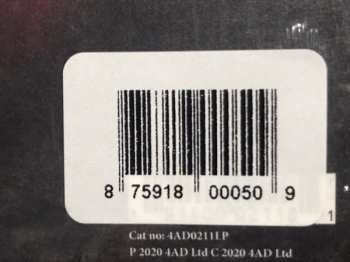 8 75918 00050 9
1
Cat no: 4AD0211LP
P 2020 4AD Ltd C 2020 4AD Ltd